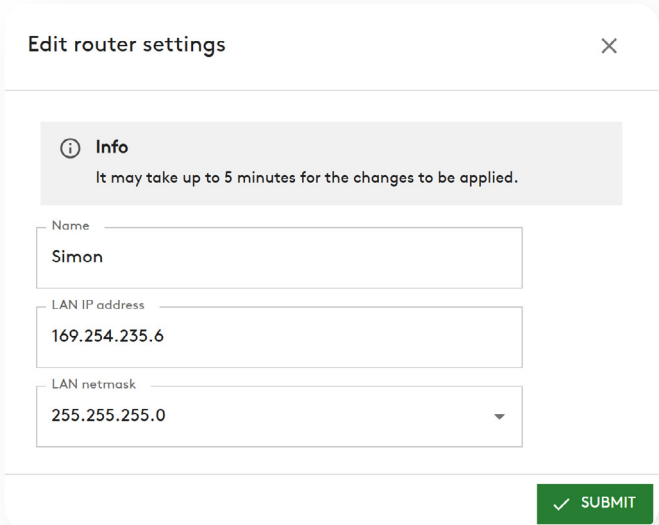 Edit router settings
Info
It may take up to 5 minutes for the changes to be applied.
Name
Simon
LAN IP address
169.254.235.6
LAN netmask
255.255.255.0
SUBMIT